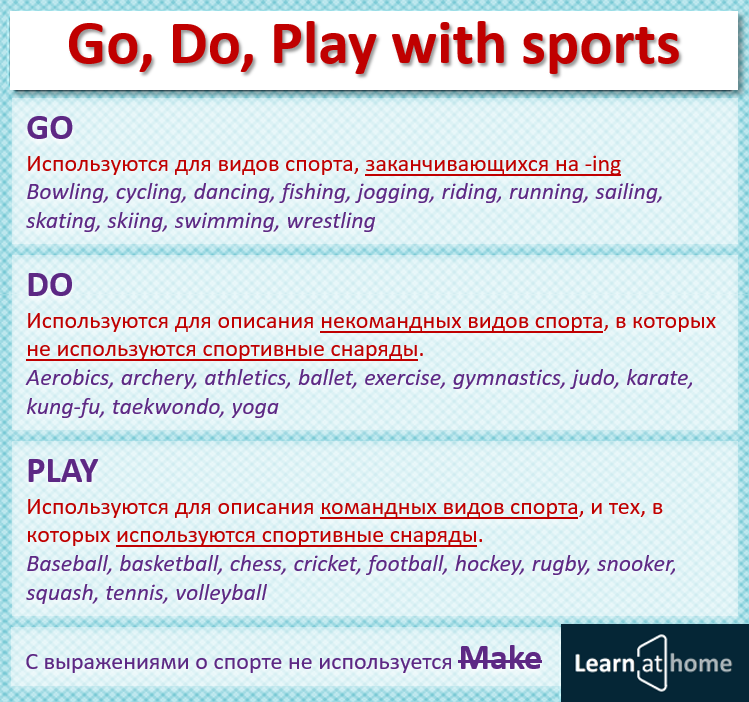 Go, Do, Play with sports
GO
Используются для видов спорта, заканчивающихся на -ing
Bowling, cycling, dancing, fishing, jogging, riding, running, sailing,
skating, skiing, swimming, wrestling
DO
Используются для описания некомандных видов спорта, в которых
не используются спортивные снаряды.
Aerobics, archery, athletics, ballet, exercise, gymnastics, judo, karate,
kung-fu, taekwondo, yoga
PLAY
Используются для описания командных видов спорта, и тех, в
которых используются спортивные снаряды.
Baseball, basketball, chess, cricket, football, hockey, rugby, snooker,
squash, tennis, volleyball
С выражениями о спорте не используется Make
Learn at home